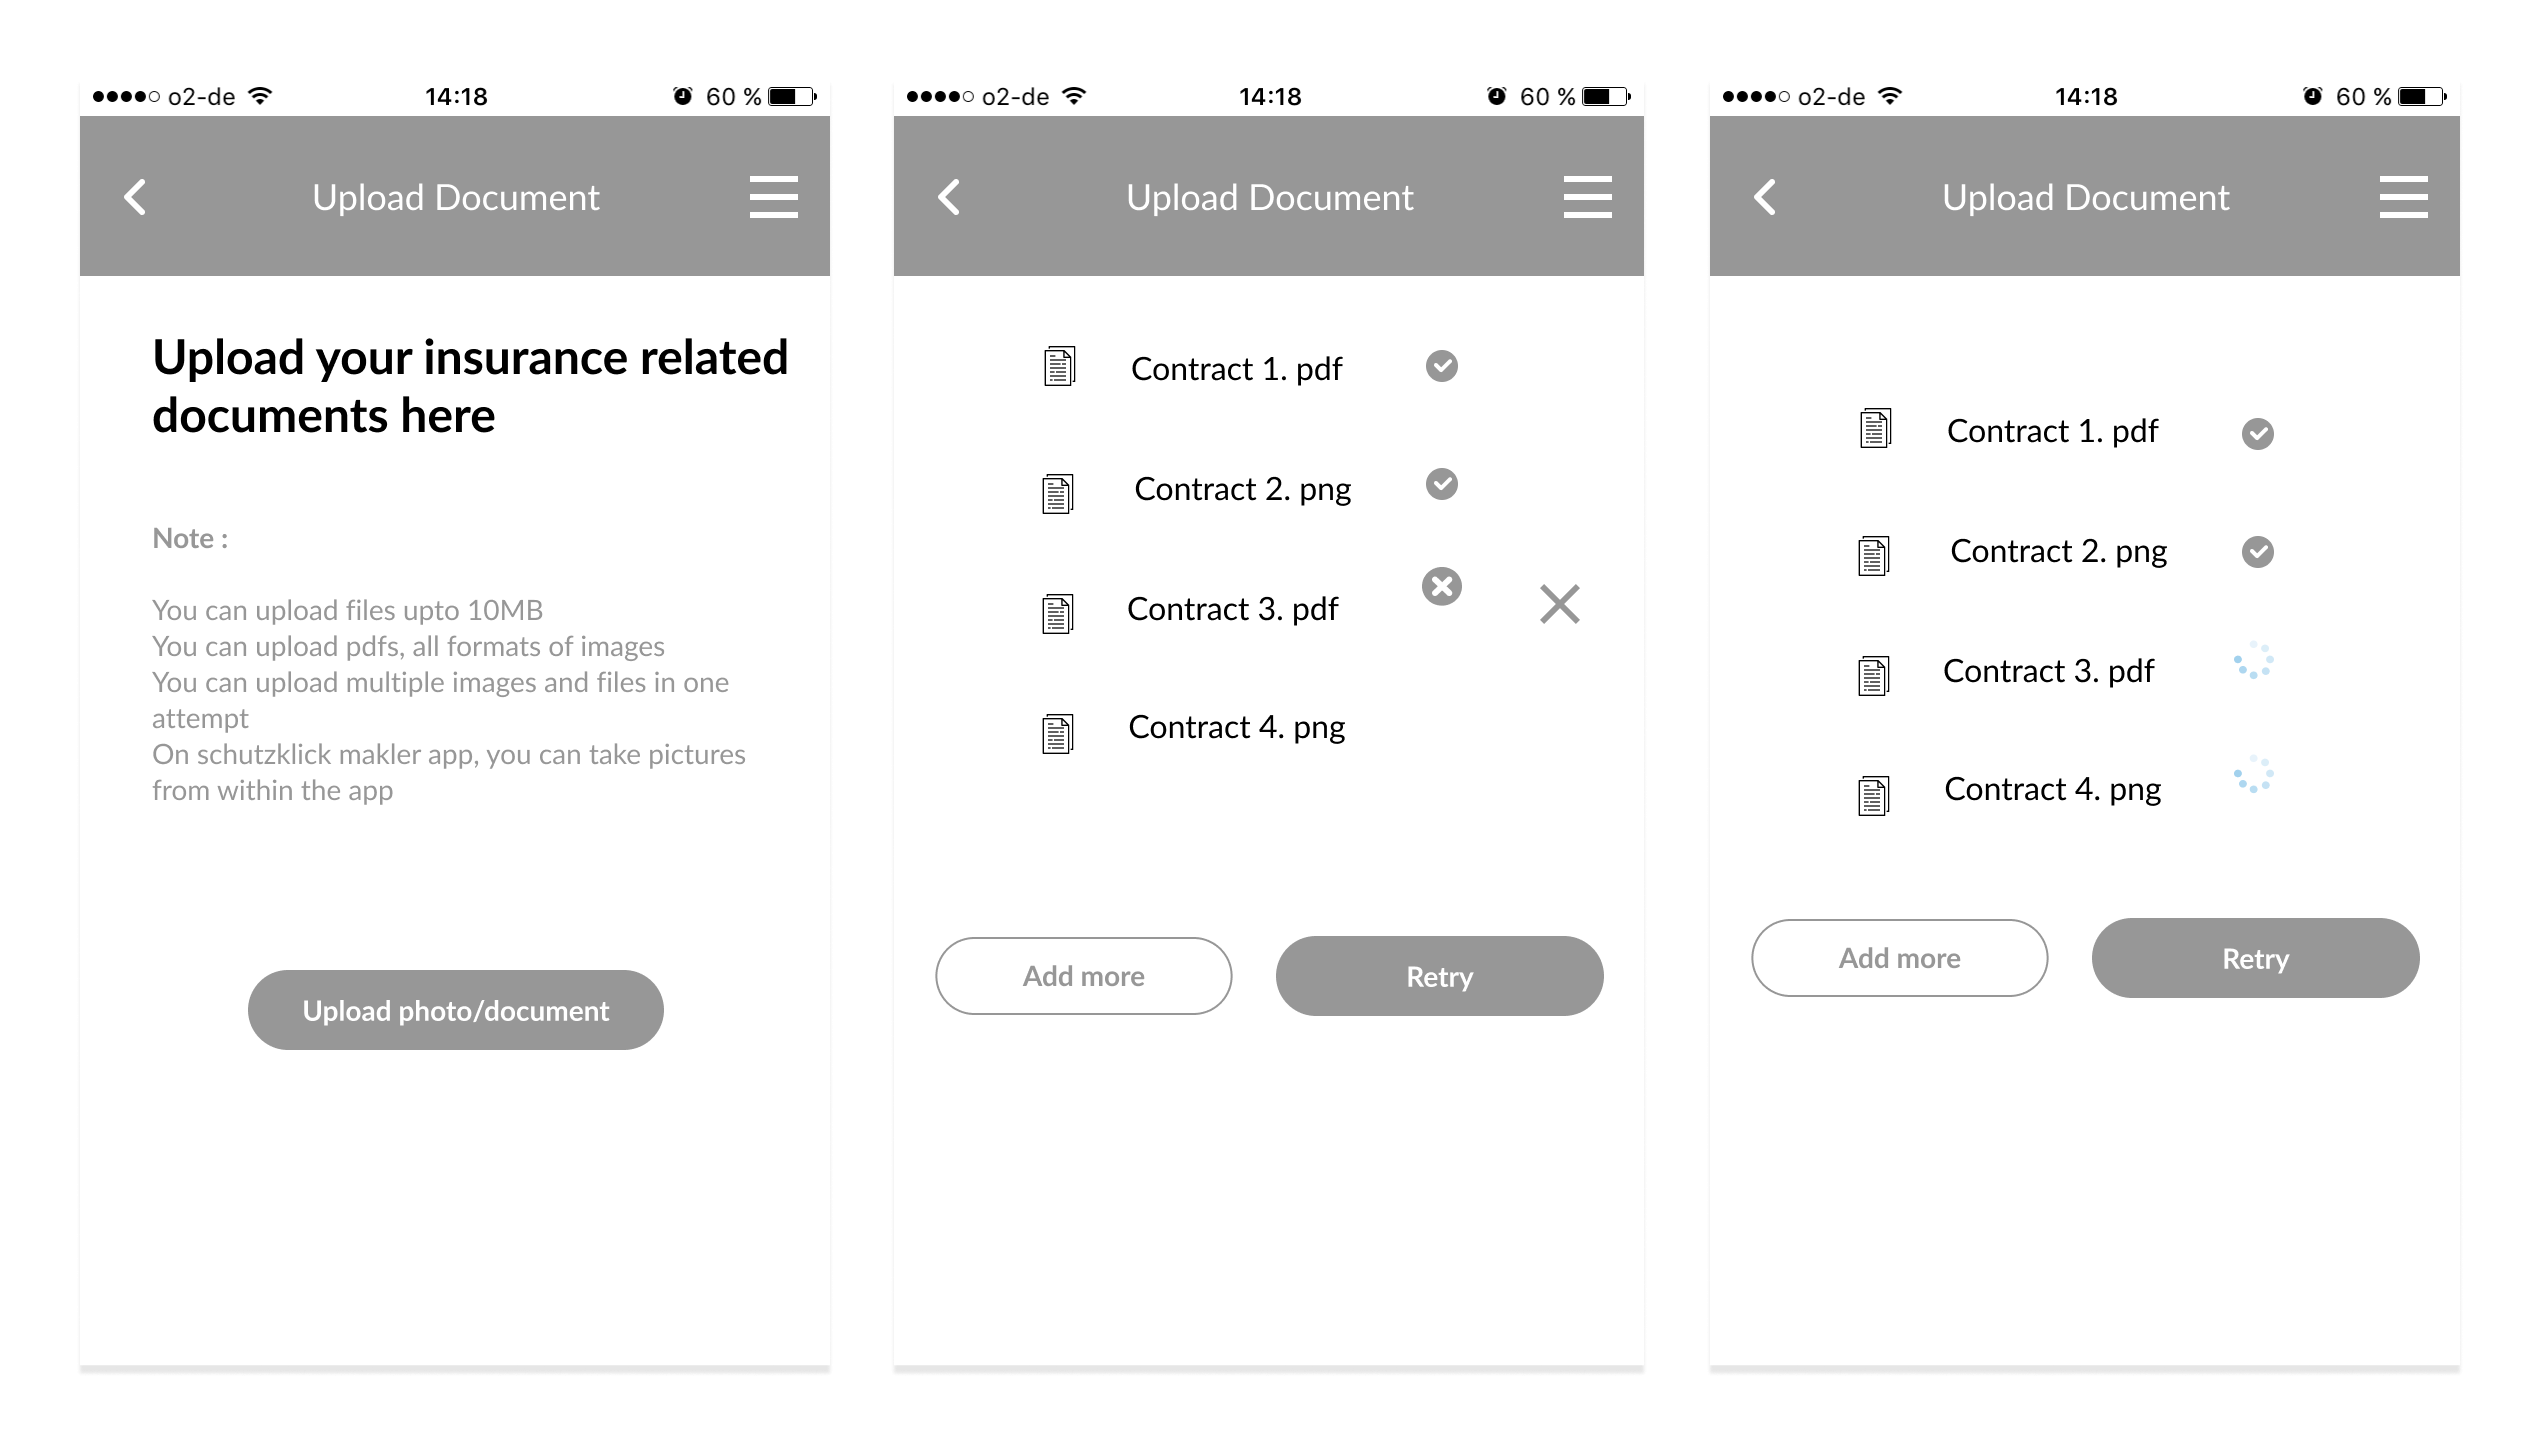 o2-de 14:18 60 %
Upload Document
Upload your insurance related
documents here
Note :
You can upload files upto 10MB
You can upload pdfs, all formats of images
You can upload multiple images and files in one
attempt
On schutzklick makler app, you can take pictures
from within the app
Upload photo/document
o2-de 14:18 60 %
Upload Document
Contract 1. pdf
Contract 2. png
Contract 3. pdf
Contract 4. png
Add more Retry
o2-de 14:18 60 %
Upload Document
Contract 1. pdf
Contract 2. png
Contract 3. pdf
Contract 4. png
Add more Retry